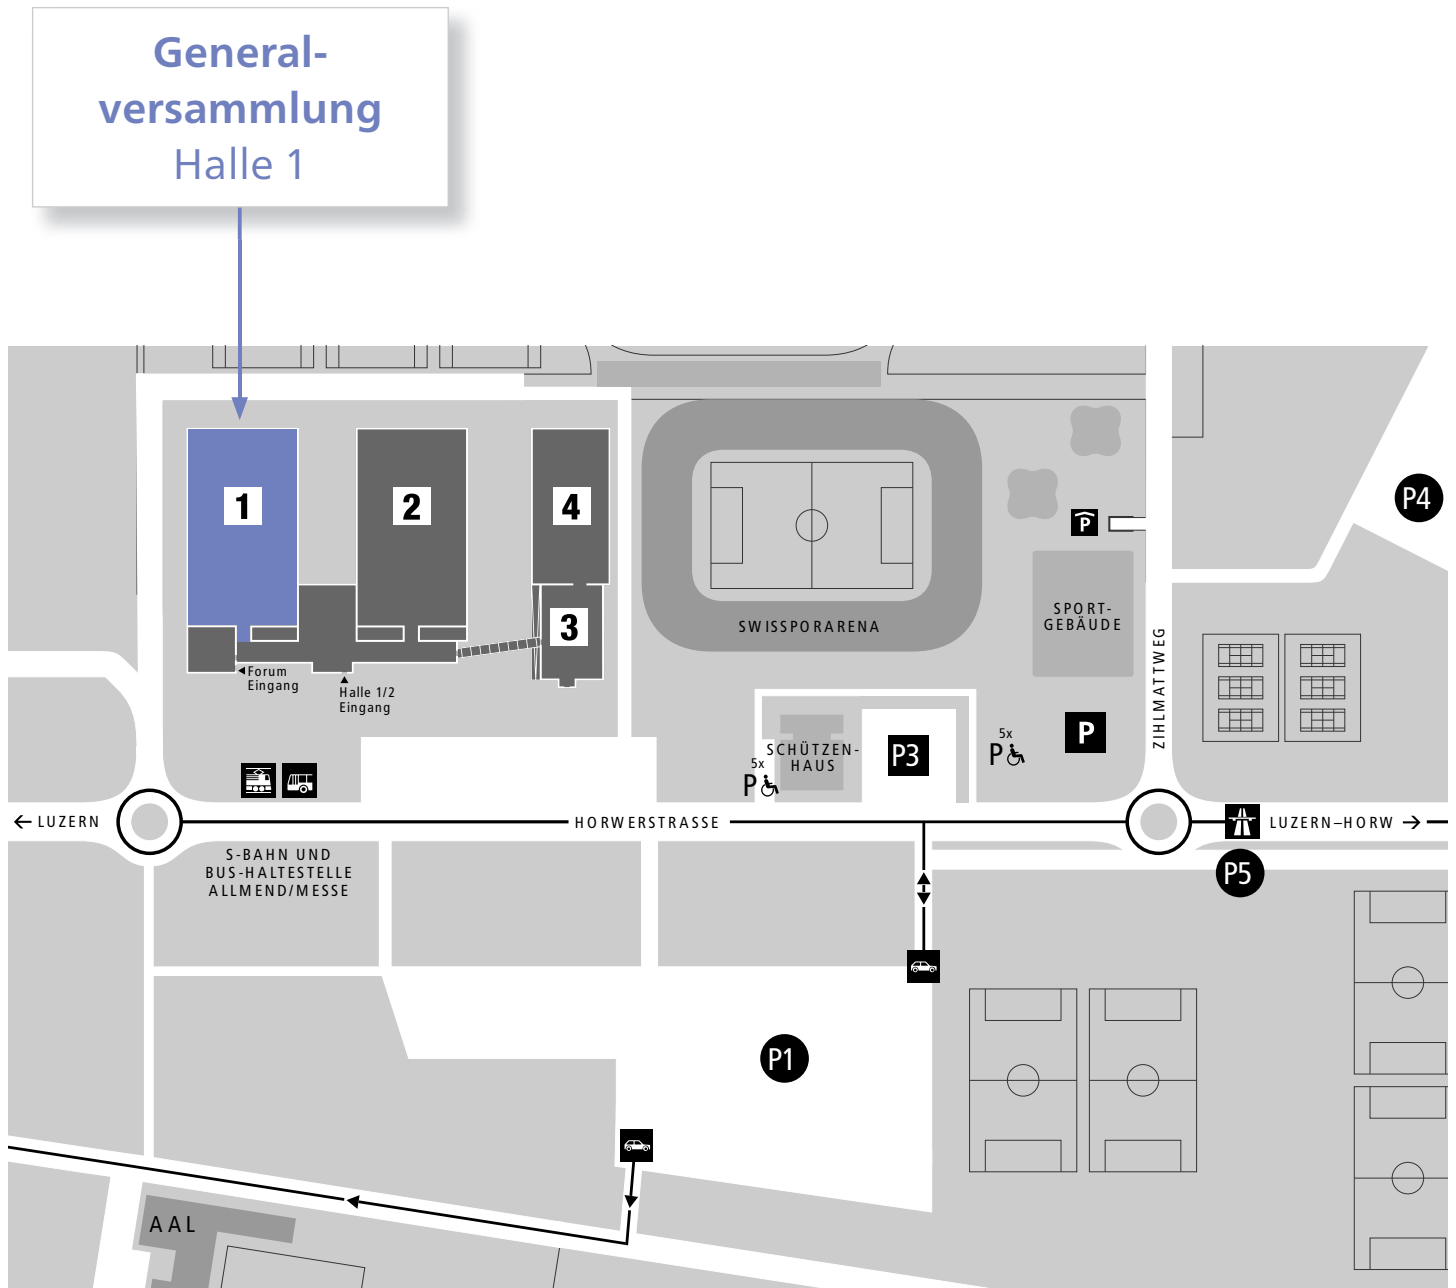 General-
versammlung
Halle 1
1
2
4
3
Forum
Eingang
Halle 1/2
Eingang
SWISSPORARENA
P
SPORT-
GEBÄUDE
P4
ZIHLMATTWEG
SCHÜTZEN-
HAUS
5x
P
P3
5x
P
P
← LUZERN
HORWERSTRASSE
LUZERN–HORW →
S-BAHN UND
BUS-HALTESTELLE
ALLMEND/MESSE
P5
P1
AAL